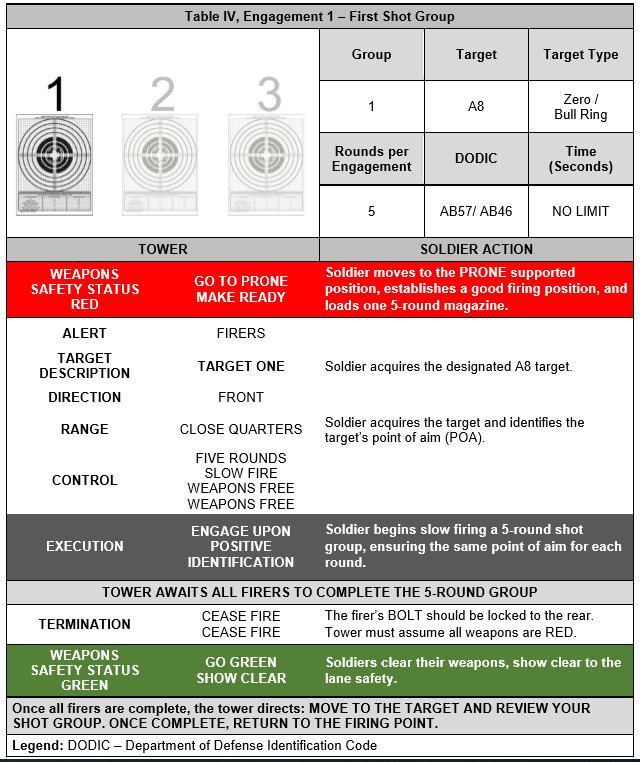 Table IV, Engagement 1 – First Shot Group
1
2
3
Group
Target
Target Type
1
A8
Zero /
Bull Ring
Rounds per
Engagement
DODIC
Time
(Seconds)
5
AB57/ AB46
NO LIMIT
TOWER
SOLDIER ACTION
WEAPONS
SAFETY STATUS
RED
GO TO PRONE
MAKE READY
Soldier moves to the PRONE supported
position, establishes a good firing position, and
loads one 5-round magazine.
ALERT
FIRERS
TARGET
DESCRIPTION
TARGET ONE
Soldier acquires the designated A8 target.
DIRECTION
FRONT
RANGE
CLOSE QUARTERS
Soldier acquires the target and identifies the
target's point of aim (POA).
CONTROL
FIVE ROUNDS
SLOW FIRE
WEAPONS FREE
WEAPONS FREE
EXECUTION
ENGAGE UPON
POSITIVE
IDENTIFICATION
Soldier begins slow firing a 5-round shot
group, ensuring the same point of aim for each
round.
TOWER AWAITS ALL FIRERS TO COMPLETE THE 5-ROUND GROUP
TERMINATION
CEASE FIRE
CEASE FIRE
The firer's BOLT should be locked to the rear.
Tower must assume all weapons are RED.
WEAPONS
SAFETY STATUS
GREEN
GO GREEN
SHOW CLEAR
Soldiers clear their weapons, show clear to the
lane safety.
Once all firers are complete, the tower directs: MOVE TO THE TARGET AND REVIEW YOUR
SHOT GROUP. ONCE COMPLETE, RETURN TO THE FIRING POINT.
Legend: DODIC – Department of Defense Identification Code